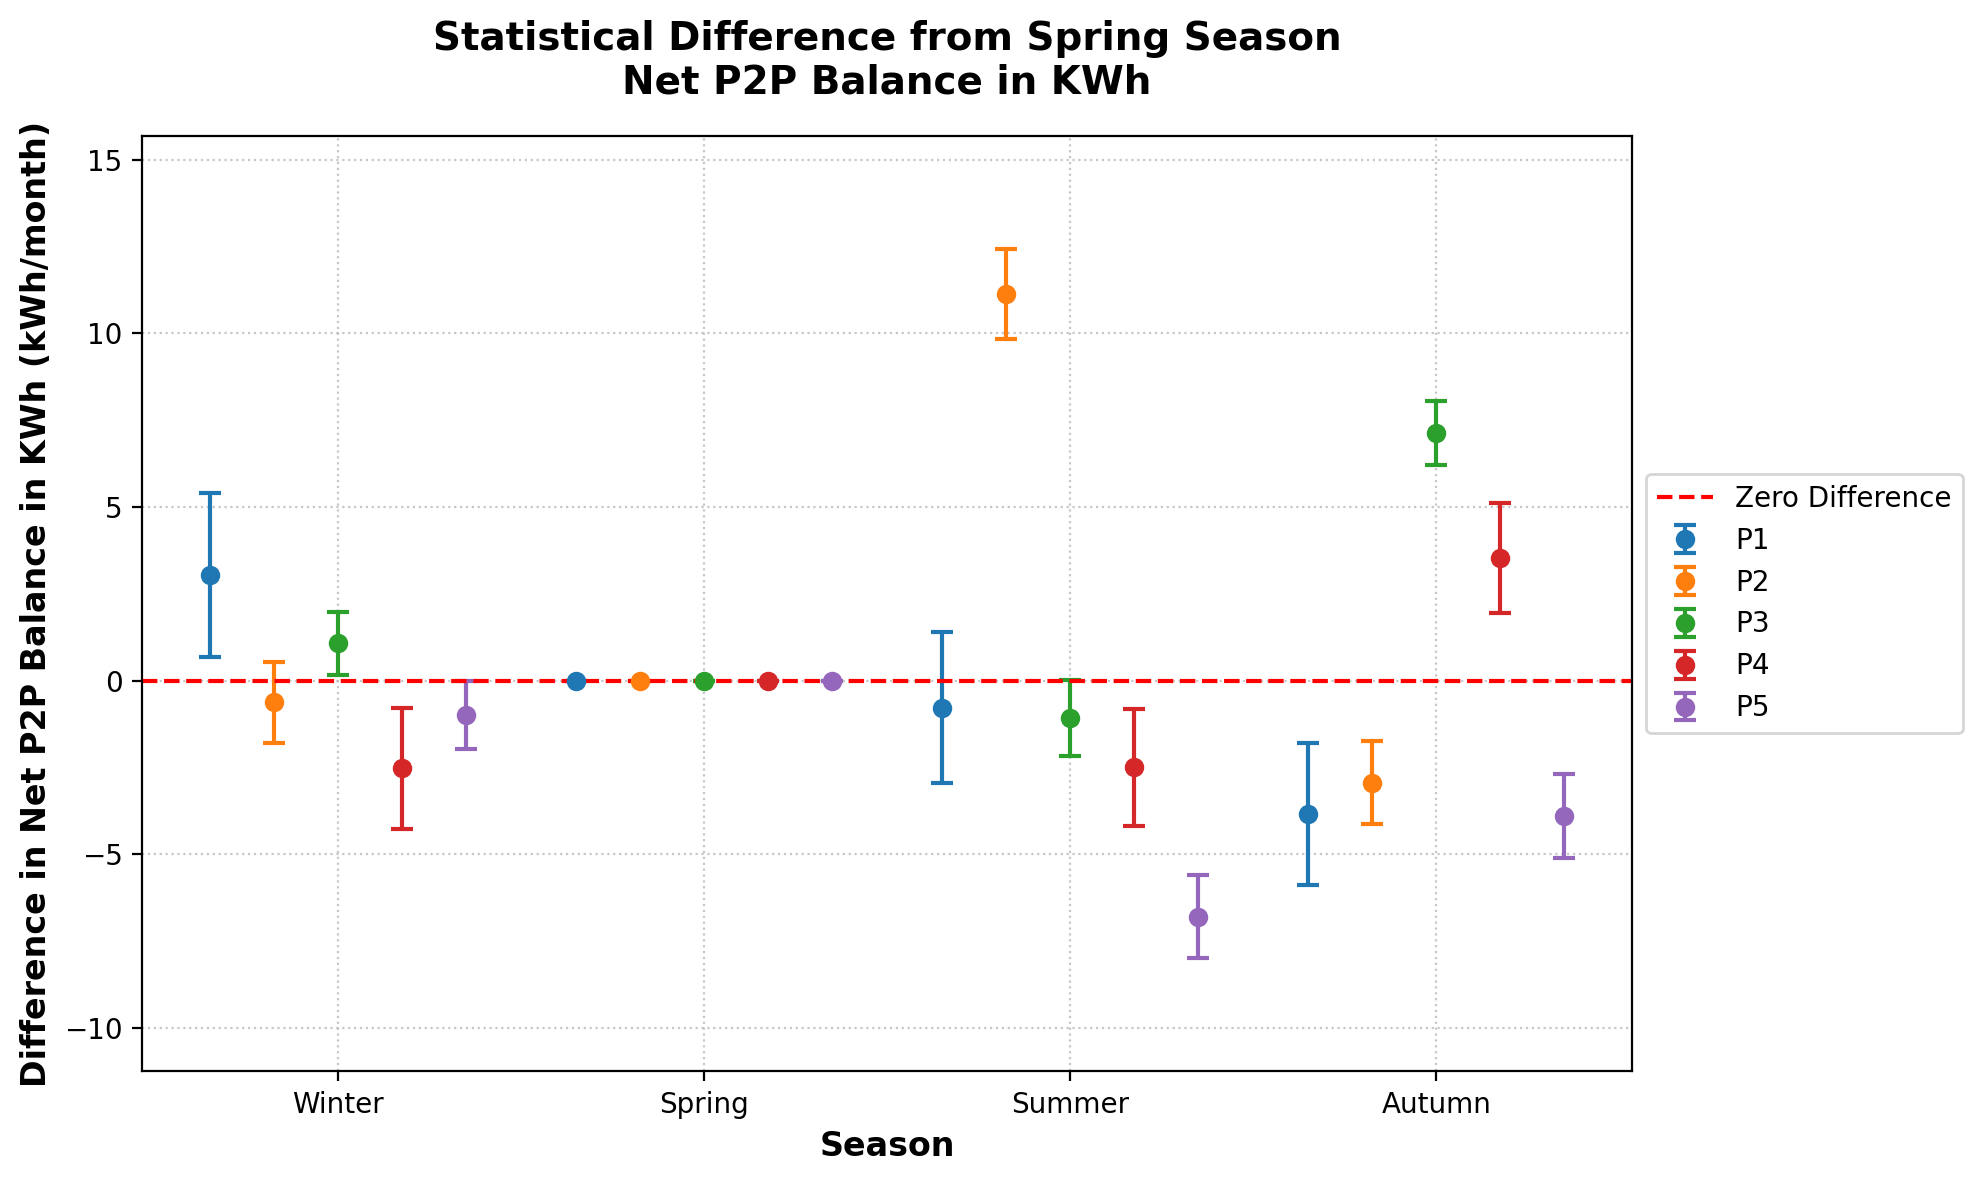 Statistical Difference from Spring Season
Net P2P Balance in KWh
Difference in Net P2P Balance in KWh (kWh/month)
15
10
5
0
−5
−10
Winter
Spring
Summer
Autumn
Season
Zero Difference
P1
P2
P3
P4
P5